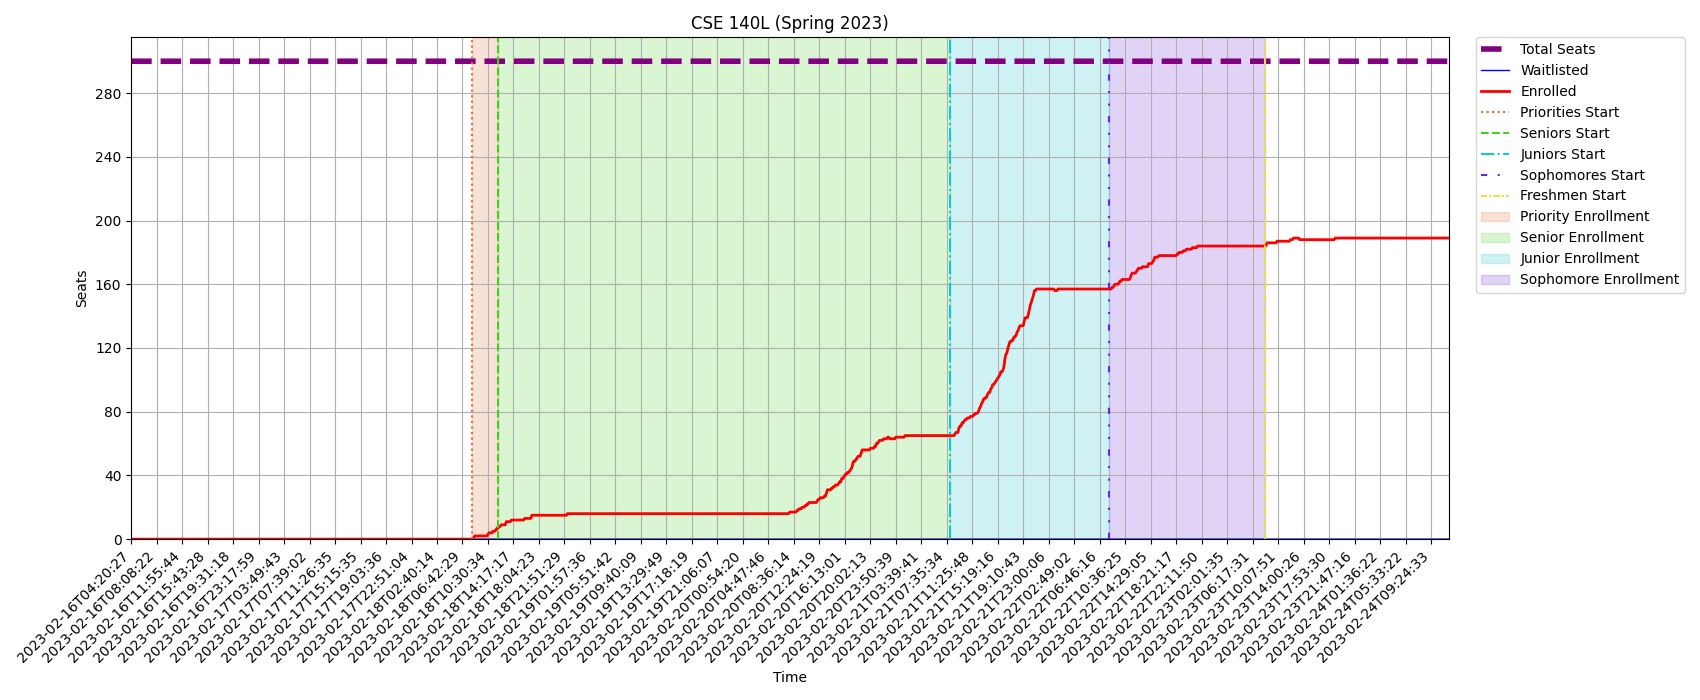 CSE 140L (Spring 2023)
Seats
280
240
200
160
120
80
40
0
2023-02-16T04:20:27
2023-02-16T08:08:22
2023-02-16T11:55:44
2023-02-16T15:43:28
2023-02-16T19:31:18
2023-02-16T23:17:59
2023-02-17T03:49:43
2023-02-17T07:39:02
2023-02-17T11:26:35
2023-02-17T15:15:35
2023-02-17T19:03:36
2023-02-17T22:51:04
2023-02-18T02:40:14
2023-02-18T06:42:29
2023-02-18T10:30:34
2023-02-18T14:17:17
2023-02-18T18:04:23
2023-02-18T21:51:29
2023-02-19T01:57:36
2023-02-19T05:51:42
2023-02-19T09:40:09
2023-02-19T13:29:49
2023-02-19T17:18:19
2023-02-19T21:06:07
2023-02-20T00:54:20
2023-02-20T04:47:46
2023-02-20T08:36:14
2023-02-20T12:24:19
2023-02-20T16:13:01
2023-02-20T20:02:13
2023-02-20T23:50:39
2023-02-21T03:39:41
2023-02-21T07:35:34
2023-02-21T11:25:48
2023-02-21T15:19:16
2023-02-21T19:10:43
2023-02-21T23:00:06
2023-02-22T02:49:02
2023-02-22T06:46:16
2023-02-22T10:36:25
2023-02-22T14:29:05
2023-02-22T18:21:17
2023-02-22T22:11:50
2023-02-23T02:01:35
2023-02-23T06:17:31
2023-02-23T10:07:51
2023-02-23T14:00:26
2023-02-23T17:53:30
2023-02-23T21:47:16
2023-02-24T01:36:22
2023-02-24T05:33:22
2023-02-24T09:24:33
Time
Total Seats
Waitlisted
Enrolled
Priorities Start
Seniors Start
Juniors Start
Sophomores Start
Freshmen Start
Priority Enrollment
Senior Enrollment
Junior Enrollment
Sophomore Enrollment